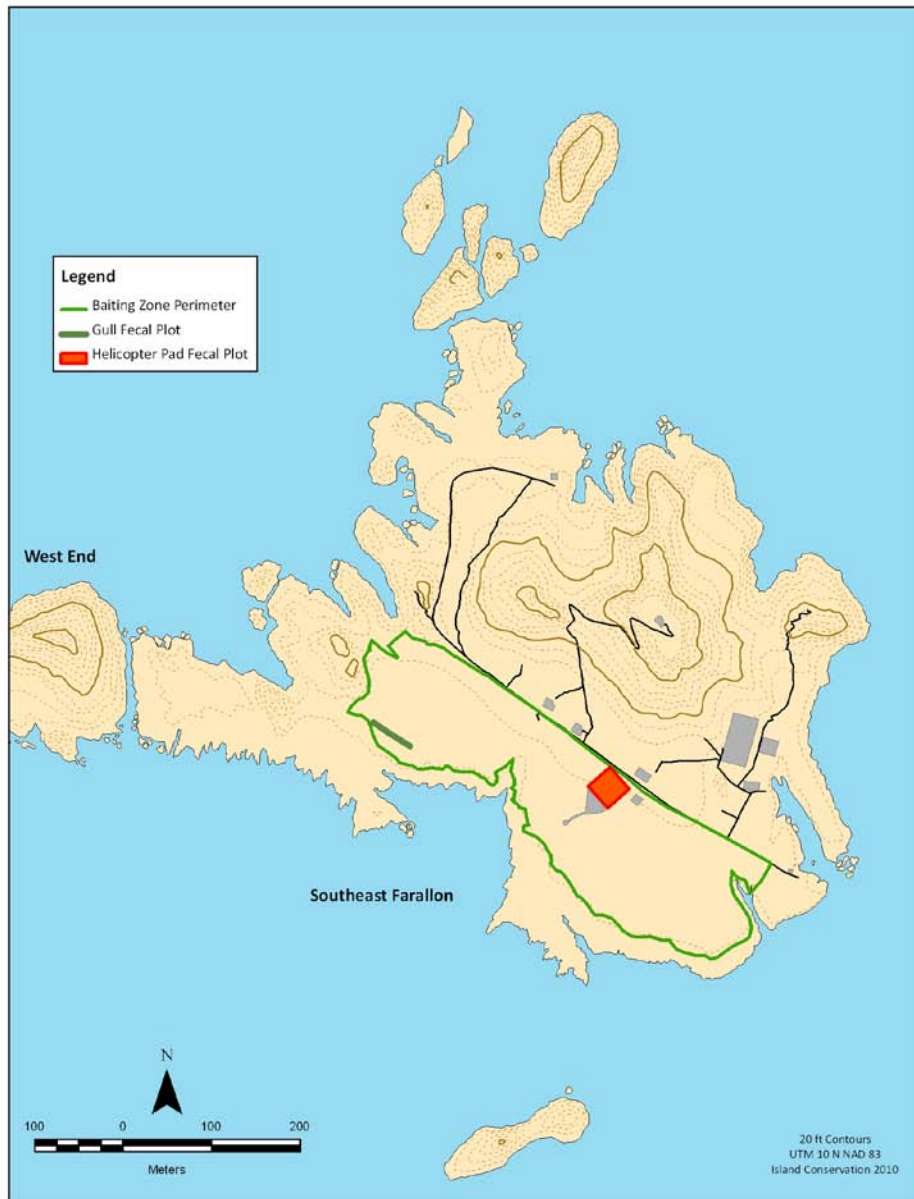 Legend
Baiting Zone Perimeter
Gull Fecal Plot
Helicopter Pad Fecal Plot
West End
Southeast Farallon
N
100 0 100 200
Meters
20 ft Contours
UTM 10 N NAD 83
Island Conservation 2010